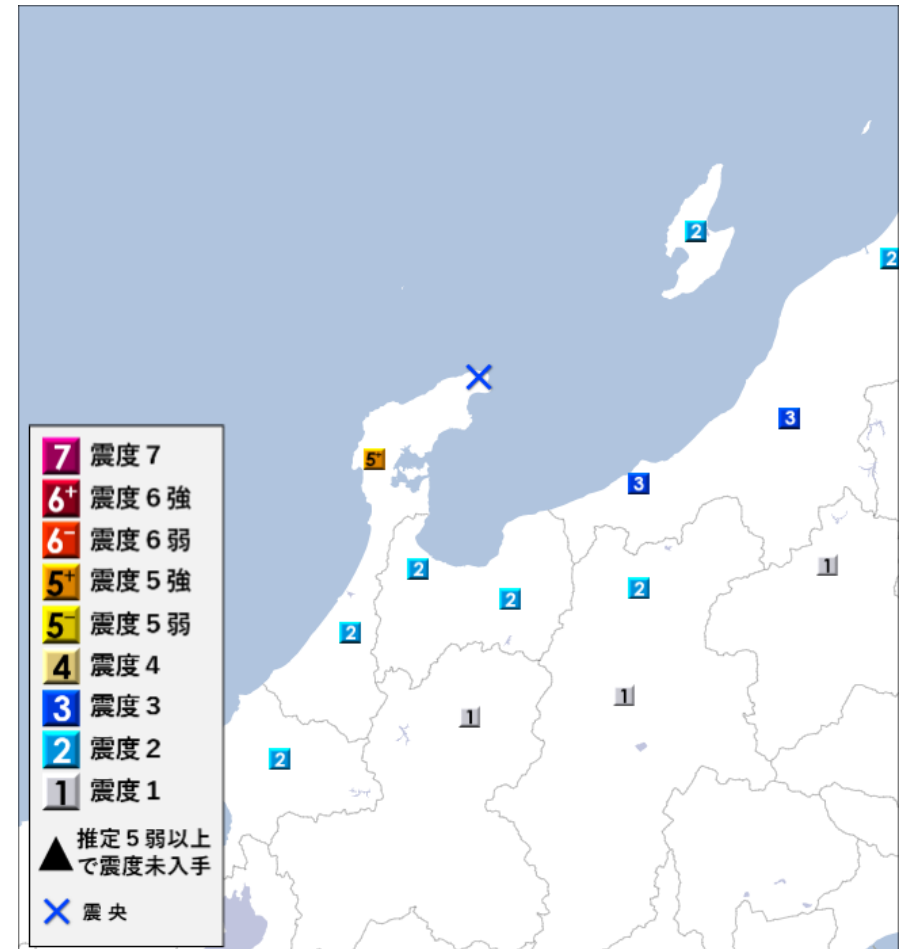 2
2
3
5+
3
2
1
2
2
2
1
1
2
7 震度7
6+ 震度6強
6- 震度6弱
5+ 震度5強
5- 震度5弱
4 震度4
3 震度3
2 震度2
1 震度1
推定5弱以上
で震度未入手
震央